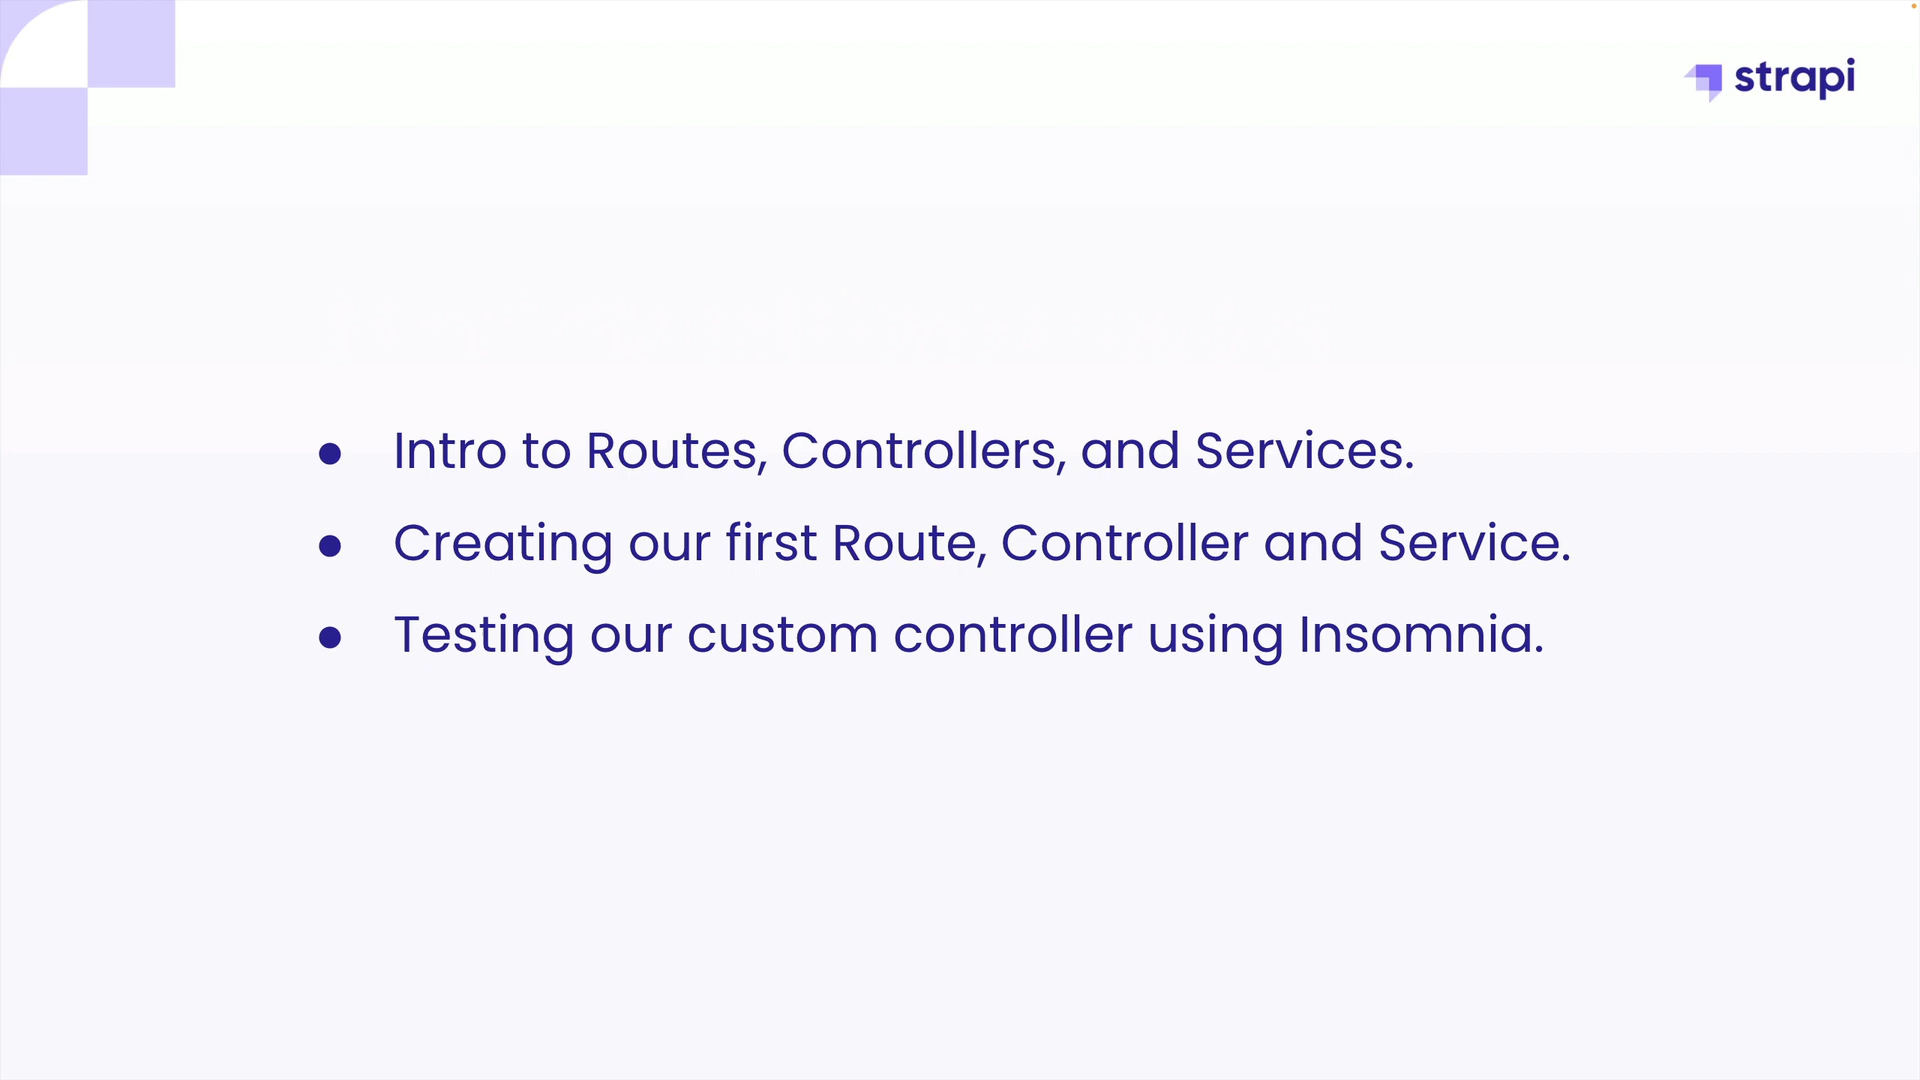 strapi
● Intro to Routes, Controllers, and Services.
● Creating our first Route, Controller and Service.
● Testing our custom controller using Insomnia.